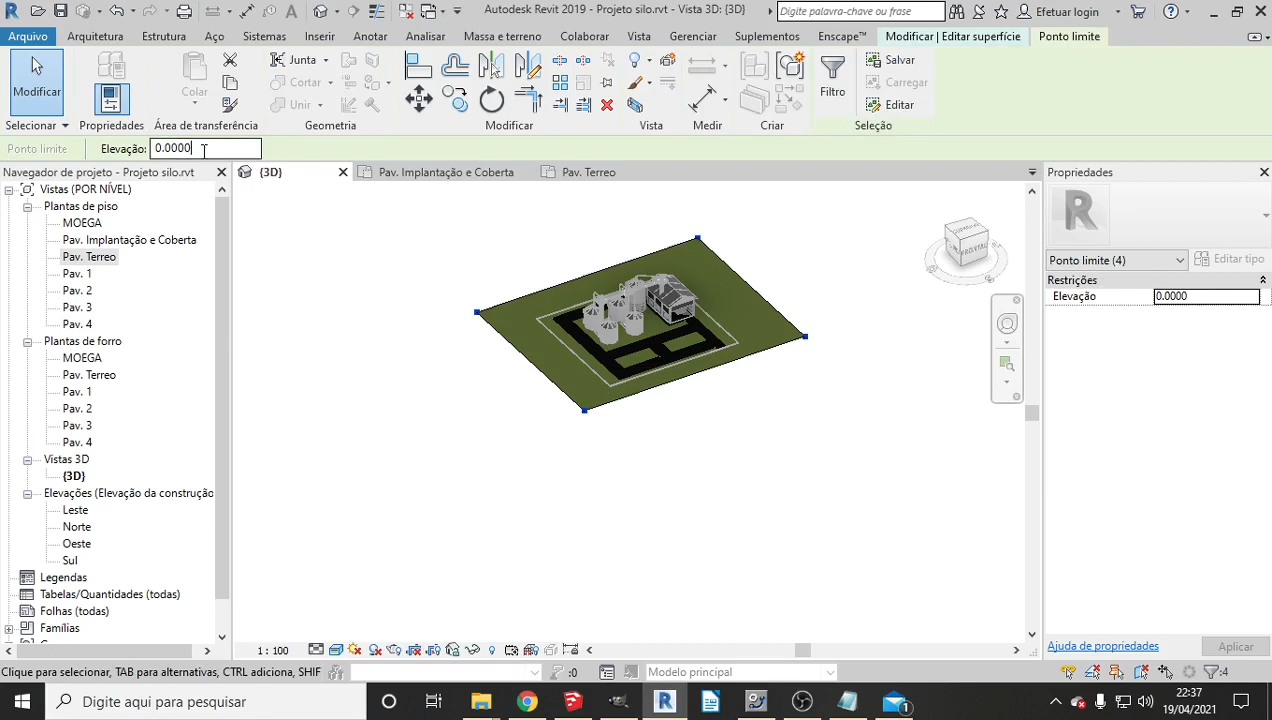 Autodesk Revit 2019 - Projeto silo.rvt - Vista 3D: {3D}
Digite palavra-chave ou frase
Efetuar login
Arquivo Arquitetura Estrutura Aço Sistemas Inserir Anotar Analisar Massa e terreno Colaborar Vista Gerenciar Suplementos Enscape™ Modificar | Editar superfície Ponto limite
Modificar
Colar
Junta
Cortar
Uni
Filtro
Salvar
Carregar
Editar
Selecionar Propriedades Área de transferência Geometria Modificar Vista Medir Criar Seleção
Ponto limite Elevação: 0.0000
Navegador de projeto - Projeto silo.rvt
Vistas (POR NÍVEL)
Plantas de piso
MOEGA
Pav. Implantação e Coberta
Pav. Terreo
Pav. 1
Pav. 2
Pav. 3
Pav. 4
Plantas de forro
MOEGA
Pav. Terreo
Pav. 1
Pav. 2
Pav. 3
Pav. 4
Vistas 3D
{3D}
Elevações (Elevação da construção
Leste
Norte
Oeste
Sul
Legendas
Tabelas/Quantidades (todas)
Folhas (todas)
Famílias
{3D} Pav. Implantação e Coberta Pav. Terreo
Propriedades
Ponto limite (4) Editar tipo
Restrições
Elevação 0.0000
Ajuda de propriedades Aplicar
1 : 100
Clique para selecionar, TAB para alternativas, CTRL adiciona, SHIF
:0
Modelo principal
:4
Digite aqui para pesquisar
1
22:37
19/04/2021